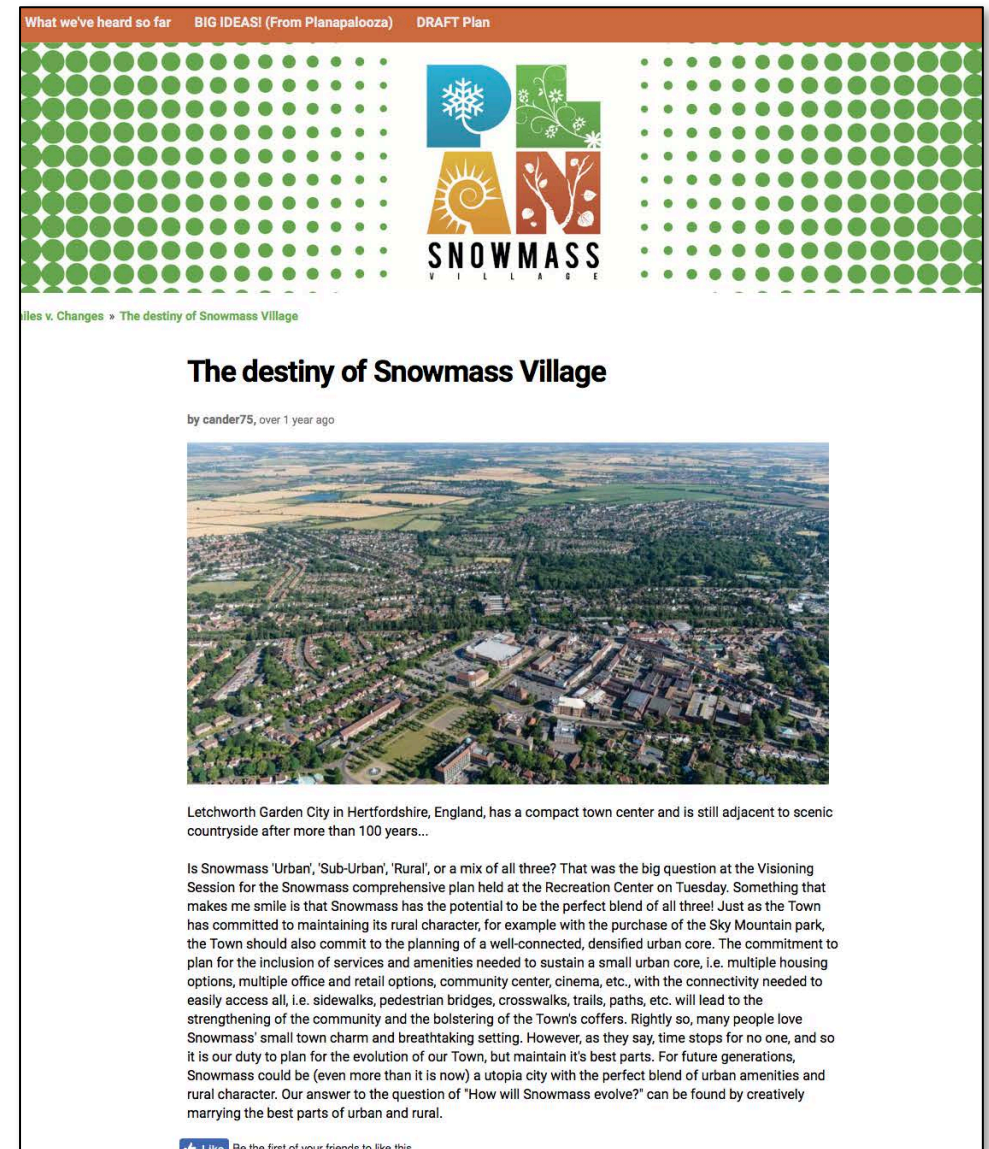 What we've heard so far BIG IDEAS! (From Planapalooza) DRAFT Plan
PLAN
SNOWMASS
VILLAGE
v. Changes » The destiny of Snowmass Village
The destiny of Snowmass Village
by cander75, over 1 year ago
Letchworth Garden City in Hertfordshire, England, has a compact town center and is still adjacent to scenic
countryside after more than 100 years...
Is Snowmass 'Urban', 'Sub-Urban', 'Rural', or a mix of all three? That was the big question at the Visioning
Session for the Snowmass comprehensive plan held at the Recreation Center on Tuesday. Something that
makes me smile is that Snowmass has the potential to be the perfect blend of all three! Just as the Town
has committed to maintaining its rural character, for example with the purchase of the Sky Mountain park,
the Town should also commit to the planning of a well-connected, densified urban core. The commitment to
plan for the inclusion of services and amenities needed to sustain a small urban core, i.e. multiple housing
options, multiple office and retail options, community center, cinema, etc., with the connectivity needed to
easily access all, i.e. sidewalks, pedestrian bridges, crosswalks, trails, paths, etc. will lead to the
strengthening of the community and the bolstering of the Town's coffers. Rightly so, many people love
Snowmass' small town charm and breathtaking setting. However, as they say, time stops for no one, and so
it is our duty to plan for the evolution of our Town, but maintain it's best parts. For future generations,
Snowmass could be (even more than it is now) a utopia city with the perfect blend of urban amenities and
rural character. Our answer to the question of "How will Snowmass evolve?" can be found by creatively
marrying the best parts of urban and rural.
Like Be the first of your friends to like this